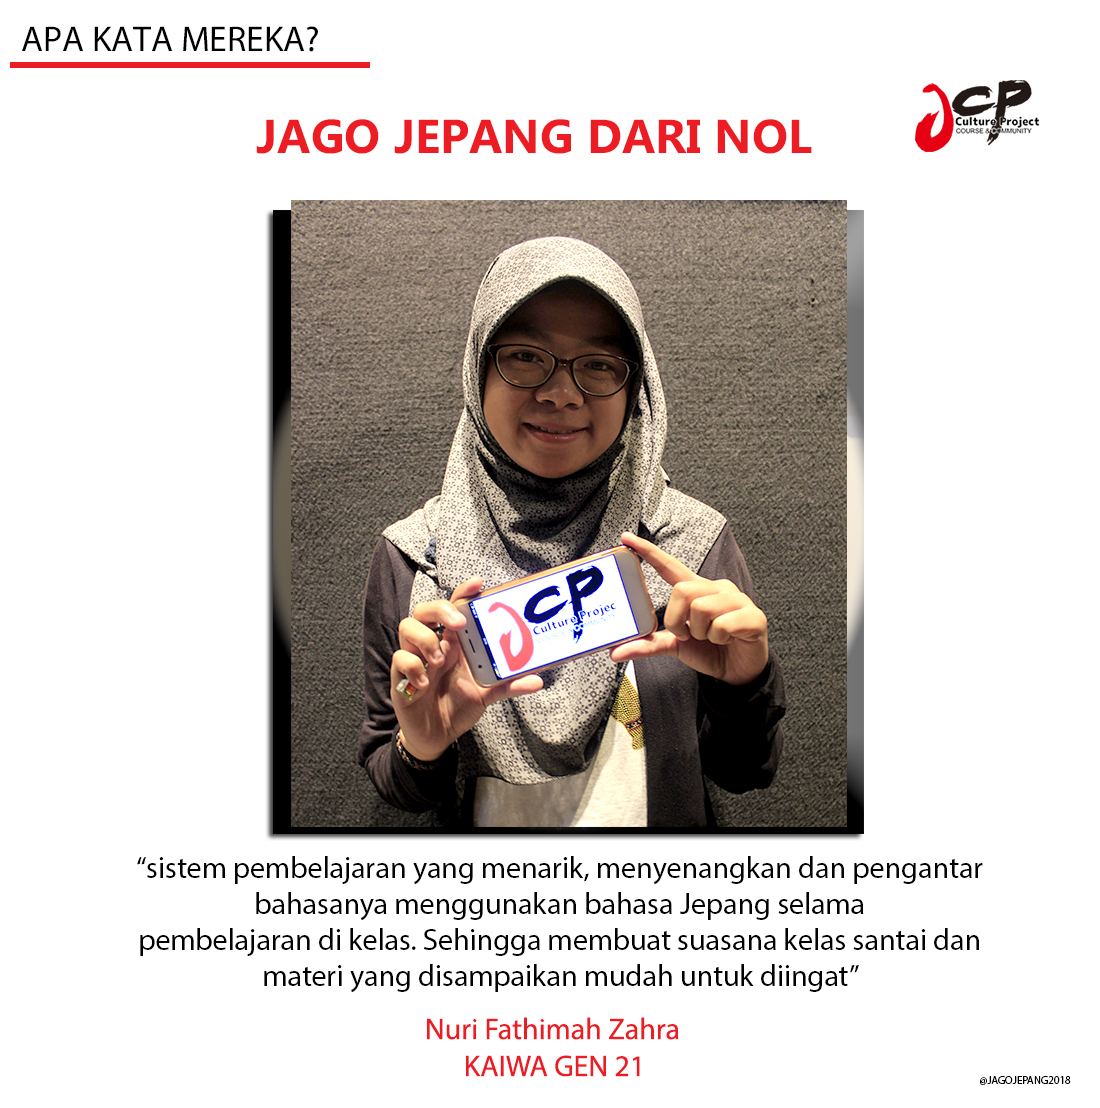 APA KATA MEREKA?
JAGO JEPANG DARI NOL
JCP
Culture Project
COURSE & COMMUNITY
JCP
Culture Projec
“sistem pembelajaran yang menarik, menyenangkan dan pengantar
bahasanya menggunakan bahasa Jepang selama
pembelajaran di kelas. Sehingga membuat suasana kelas santai dan
materi yang disampaikan mudah untuk diingat”
Nuri Fathimah Zahra
KAIWA GEN 21
@JAGOJEPANG2018